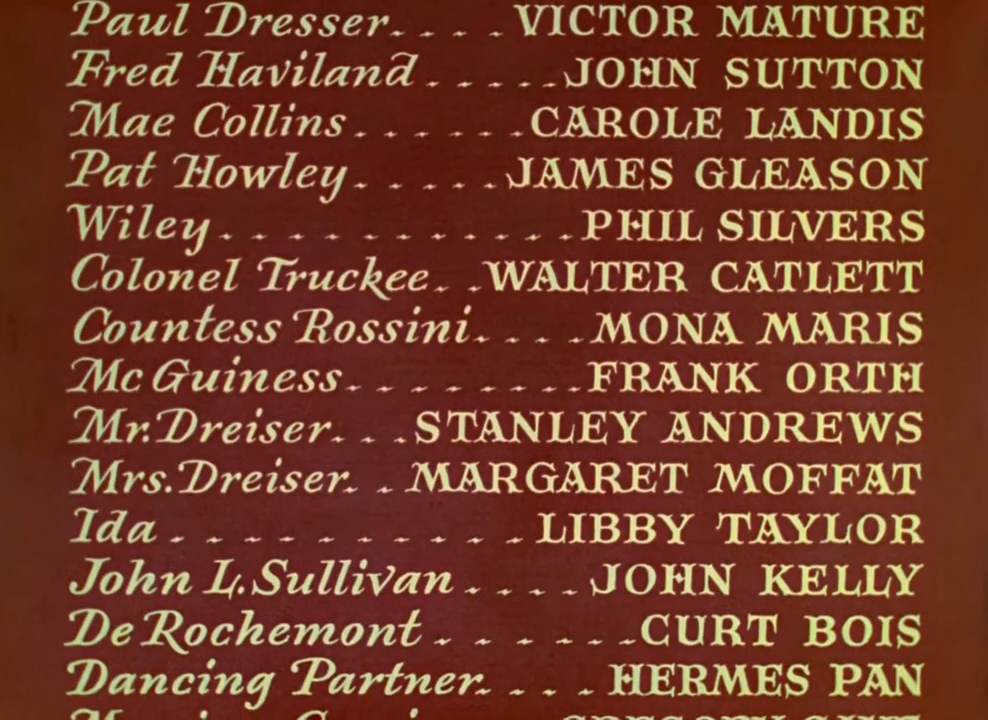 Paul Dresser. . . . VICTOR MATURE
Fred Haviland . . . . . JOHN SUTTON
Mae Collins . . . . . . CAROLE LANDIS
Pat Howley. . . . . JAMES GLEASON
Wiley . . . . . . . . . . . . PHIL SILVERS
Colonel Truckee. . WALTER CATLETT
Countess Rossini. . . . MONA MARIS
McGuiness. . . . . . . . FRANK ORTH
Mr. Dreiser. . . STANLEY ANDREWS
Mrs. Dreiser. . MARGARET MOFFAT
Ida . . . . . . . . . . . LIBBY TAYLOR
John L. Sullivan . . . . JOHN KELLY
De Rochemont . . . . . . CURT BOIS
Dancing Partner. . . . HERMES PAN